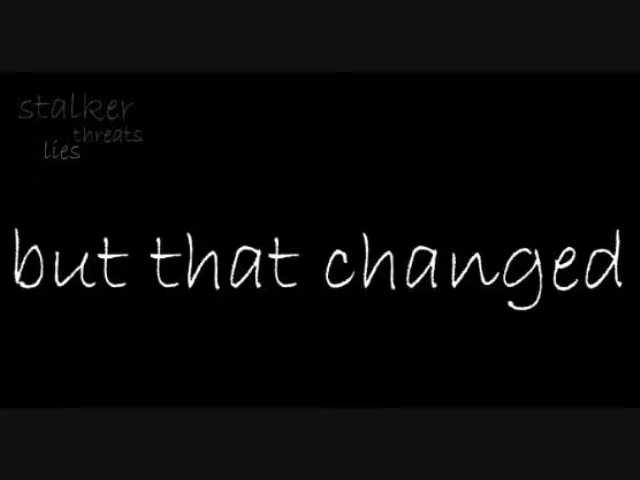 stalker
threats
lies
but that changed